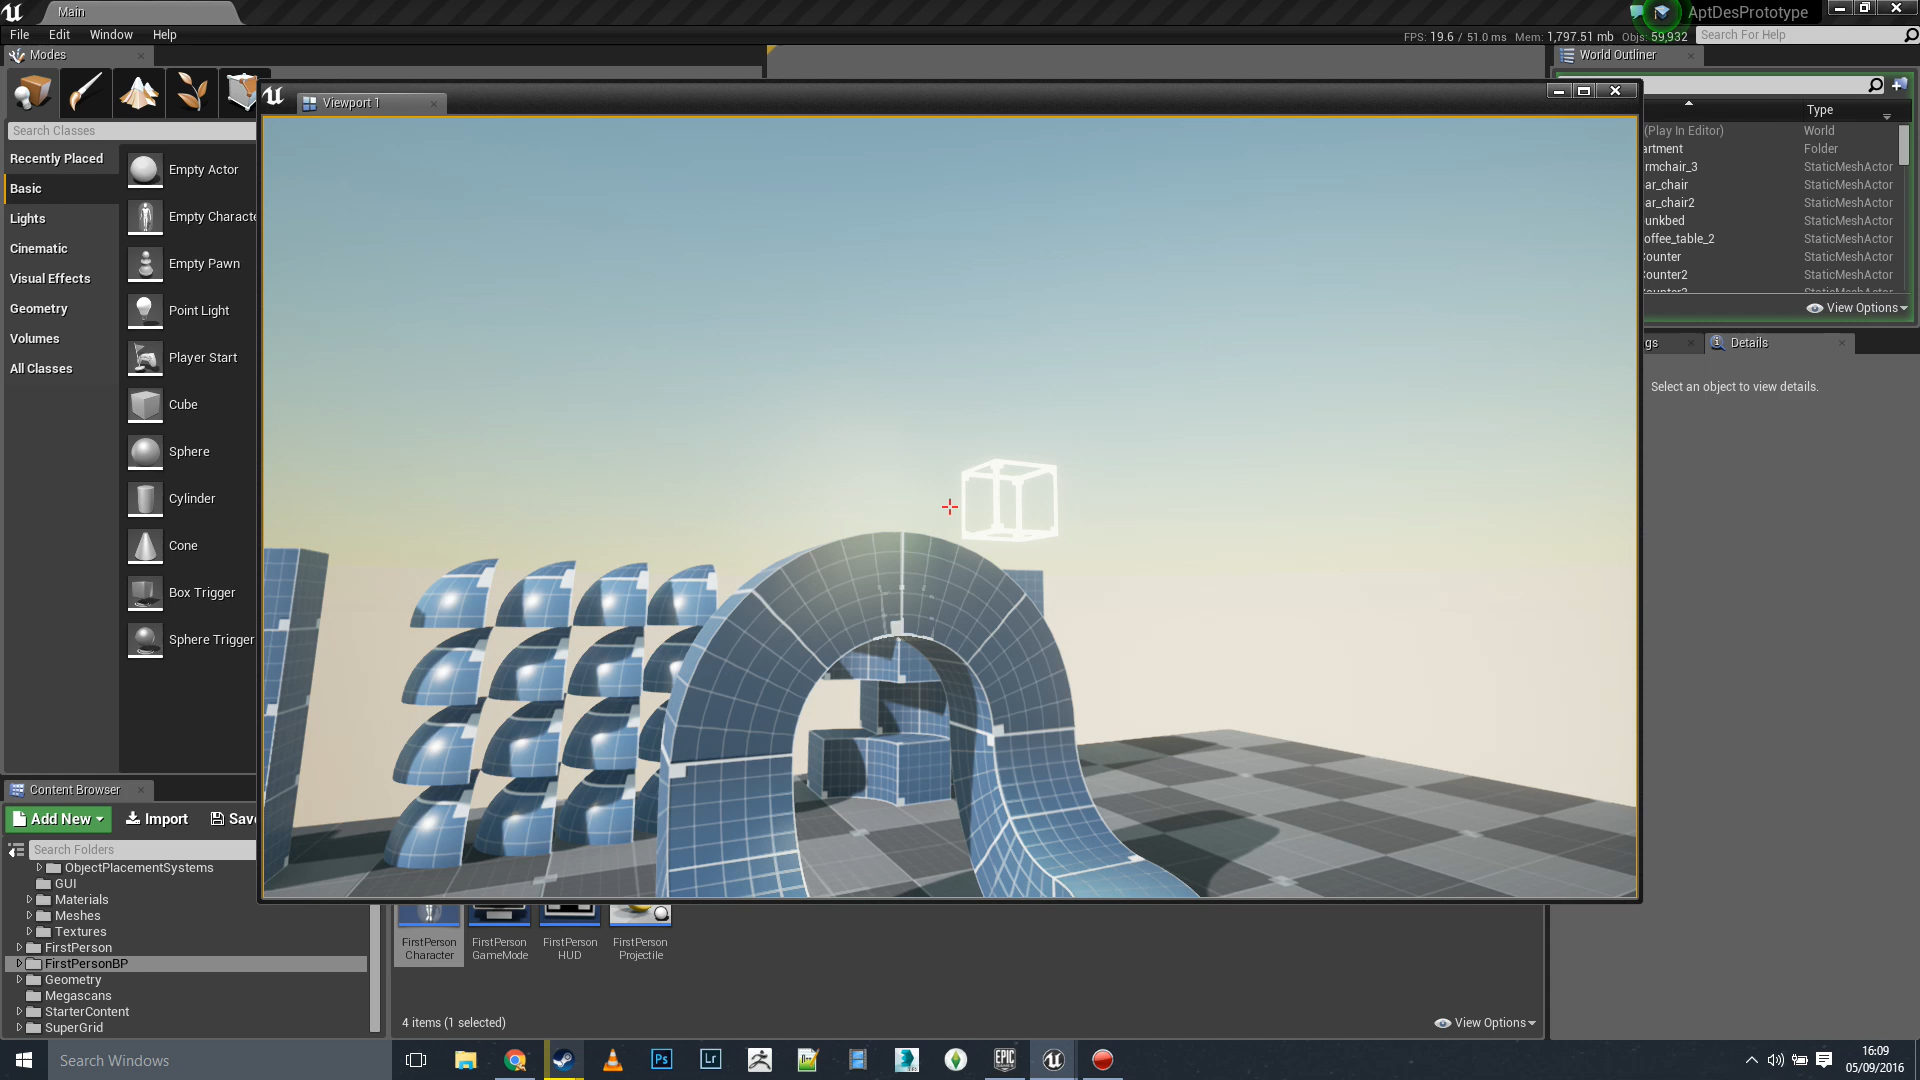 Main
AptDesPrototype
File Edit Window Help
FPS: 19.6 / 51.0 ms Mem: 1,797.51 mb Objs: 59,932
Search For Help
Modes
World Outliner
Viewport 1
Search Classes
Type
Recently Placed
Basic
Lights
Cinematic
Visual Effects
Geometry
Volumes
All Classes
Empty Actor
Empty Characte
Empty Pawn
Point Light
Player Start
Cube
Sphere
Cylinder
Cone
Box Trigger
Sphere Trigger
(Play In Editor) World
artment Folder
rmchair_3 StaticMeshActor
ar_chair StaticMeshActor
ar_chair2 StaticMeshActor
unkbed StaticMeshActor
offee_table_2 StaticMeshActor
ounter StaticMeshActor
ounter2 StaticMeshActor
View Options
gs
Details
Select an object to view details.
Content Browser
Add New Import Save
Search Folders
ObjectPlacementSystems
GUI
Materials
Meshes
Textures
FirstPerson
FirstPersonBP
Geometry
Megascans
StarterContent
SuperGrid
FirstPerson
Character
FirstPerson
GameMode
FirstPerson
HUD
FirstPerson
Projectile
4 items (1 selected)
View Options
Search Windows
Ps
Lr
EPIC
16:09
05/09/2016